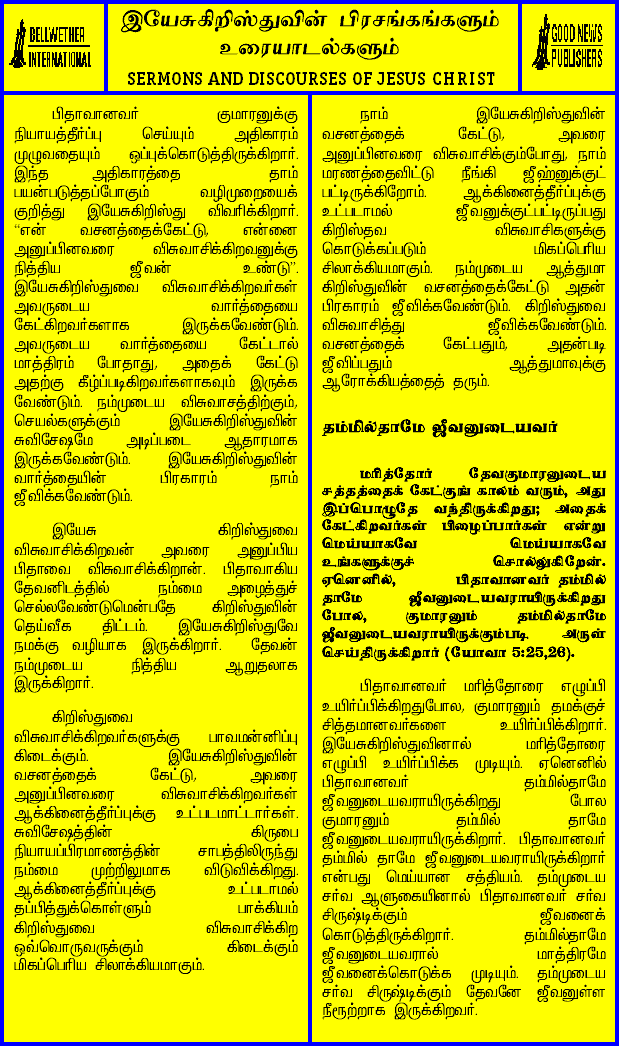 BELLWETHER
INTERNATIONAL
இயேசுகிறிஸ்துவின் பிரசங்கங்களும்
உரையாடல்களும்
SERMONS AND DISCOURSES OF JESUS CHRIST
GOOD NEWS
PUBLISHERS
பிதாவானவர் குமாரனுக்கு
நியாயத்தீர்ப்பு செய்யும் அதிகாரம்
முழுவதையும் ஒப்புக்கொடுத்திருக்கிறார்.
இந்த அதிகாரத்தை தாம்
பயன்படுத்தப்போகும் வழிமுறையைக்
குறித்து இயேசுகிறிஸ்து விவரிக்கிறார்.
“என் வசனத்தைக்கேட்டு, என்னை
அனுப்பினவரை விசுவாசிக்கிறவனுக்கு
நித்திய ஜீவன் உண்டு”.
இயேசுகிறிஸ்துவை விசுவாசிக்கிறவர்கள்
அவருடைய வார்த்தையை
கேட்கிறவர்களாக இருக்கவேண்டும்.
அவருடைய வார்த்தையை கேட்டால்
மாத்திரம் போதாது, அதைக் கேட்டு
அதற்கு கீழ்ப்படிகிறவர்களாகவும் இருக்க
வேண்டும். நம்முடைய விசுவாசத்திற்கும்,
செயல்களுக்கும் இயேசுகிறிஸ்துவின்
சுவிசேஷமே அடிப்படை ஆதாரமாக
இருக்கவேண்டும். இயேசுகிறிஸ்துவின்
வார்த்தையின் பிரகாரம் நாம்
ஜீவிக்கவேண்டும்.
இயேசு கிறிஸ்துவை
விசுவாசிக்கிறவன் அவரை அனுப்பிய
பிதாவை விசுவாசிக்கிறான். பிதாவாகிய
தேவனிடத்தில் நம்மை அழைத்துச்
செல்லவேண்டுமென்பதே கிறிஸ்துவின்
தெய்வீக திட்டம். இயேசுகிறிஸ்துவே
நமக்கு வழியாக இருக்கிறார். தேவன்
நம்முடைய நித்திய ஆறுதலாக
இருக்கிறார்.
கிறிஸ்துவை
விசுவாசிக்கிறவர்களுக்கு பாவமன்னிப்பு
கிடைக்கும். இயேசுகிறிஸ்துவின்
வசனத்தைக் கேட்டு, அவரை
அனுப்பினவரை விசுவாசிக்கிறவர்கள்
ஆக்கினைத்தீர்ப்புக்கு உட்படமாட்டார்கள்.
சுவிசேஷத்தின் கிருபை
நியாயப்பிரமாணத்தின் சாபத்திலிருந்து
நம்மை முற்றிலுமாக விடுவிக்கிறது.
ஆக்கினைத்தீர்ப்புக்கு உட்படாமல்
தப்பித்துக்கொள்ளும் பாக்கியம்
கிறிஸ்துவை விசுவாசிக்கிற
ஒவ்வொருவருக்கும் கிடைக்கும்
மிகப்பெரிய சிலாக்கியமாகும்.
நாம் இயேசுகிறிஸ்துவின்
வசனத்தைக் கேட்டு, அவரை
அனுப்பினவரை விசுவாசிக்கும்போது, நாம்
மரணத்தைவிட்டு நீங்கி ஜீவனுக்குட்
பட்டிருக்கிறோம். ஆக்கினைத்தீர்ப்புக்கு
உட்படாமல் ஜீவனுக்குட்பட்டிருப்பது
கிறிஸ்தவ விசுவாசிகளுக்கு
கொடுக்கப்படும் மிகப்பெரிய
சிலாக்கியமாகும். நம்முடைய ஆத்துமா
கிறிஸ்துவின் வசனத்தைக்கேட்டு அதன்
பிரகாரம் ஜீவிக்கவேண்டும். கிறிஸ்துவை
விசுவாசித்து ஜீவிக்கவேண்டும்.
வசனத்தை கேட்பதும், அதன்படி
ஜீவிப்பதும் ஆத்துமாவுக்கு
ஆரோக்கியத்தைத் தரும்.
தம்மில்தாமே ஜீவனுடையவர்
மரித்தோர் தேவகுமாரனுடைய
சத்தத்தைக் கேட்குங் காலம் வரும், அது
இப்பொழுதே வந்திருக்கிறது; அதைக்
கேட்கிறவர்கள் பிழைப்பார்கள் என்று
மெய்யாகவே மெய்யாகவே
உங்களுக்குச் சொல்லுகிறேன்.
ஏனெனில், பிதாவானவர் தம்மில்
தாமே ஜீவனுடையவராயிருக்கிறது
போல, குமாரனும் தம்மில்தாமே
ஜீவனுடையவராயிருக்கும்படி அருள்
செய்திருக்கிறார் (யோவா 5:25,26).
பிதாவானவர் மரித்தோரை எழுப்பி
உயிர்ப்பிக்கிறதுபோல, குமாரனும் தமக்குச்
சித்தமானவர்களை உயிர்ப்பிக்கிறார்.
இயேசுகிறிஸ்துவினால் மரித்தோரை
எழுப்பி உயிர்ப்பிக்க முடியும். ஏனெனில்
பிதாவானவர் தம்மில்தாமே
ஜீவனுடையவராயிருக்கிறது போல
குமாரனும் தம்மில் தாமே
ஜீவனுடையவராயிருக்கிறார். பிதாவானவர்
தம்மில் தாமே ஜீவனுடையவராயிருக்கிறார்
என்பது மெய்யான சத்தியம். தம்முடைய
சர்வ ஆளுகையினால் பிதாவானவர் சர்வ
சிருஷ்டிக்கும் ஜீவனைக்
கொடுத்திருக்கிறார். தம்மில்தாமே
ஜீவனுடையவரால் மாத்திரமே
ஜீவனைக்கொடுக்க முடியும். தம்முடைய
சர்வ சிருஷ்டிக்கும் தேவனே ஜீவனுள்ள
நீரூற்றாக இருக்கிறவர்.